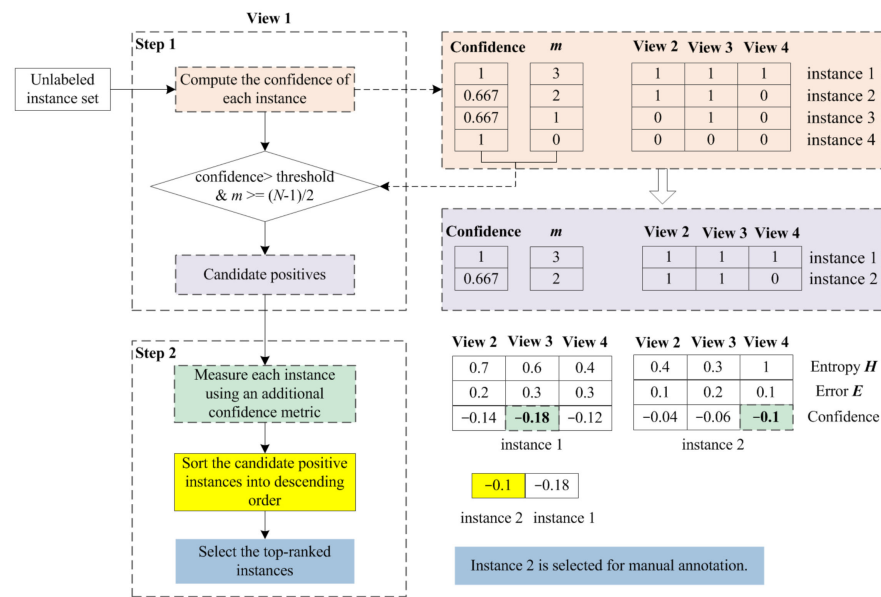 View 1
Step 1
Unlabeled
instance set
Compute the confidence of
each instance
confidence> threshold
& m >= (N-1)/2
Candidate positives
Confidence m View 2 View 3 View 4
1 3 1 1 1 instance 1
0.667 2 1 1 0 instance 2
0.667 1 0 1 0 instance 3
1 0 0 0 0 instance 4
Confidence m View 2 View 3 View 4
1 3 1 1 1 instance 1
0.667 2 1 1 0 instance 2
Step 2
Measure each instance
using an additional
confidence metric
Sort the candidate positive
instances into descending
order
Select the top-ranked
instances
View 2 View 3 View 4 View 2 View 3 View 4
0.7 0.6 0.4 0.4 0.3 1 Entropy H
0.2 0.3 0.3 0.1 0.2 0.1 Error E
−0.14 −0.18 −0.12 −0.04 −0.06 −0.1 Confidence
instance 1 instance 2
−0.1 −0.18
instance 2 instance 1
Instance 2 is selected for manual annotation.